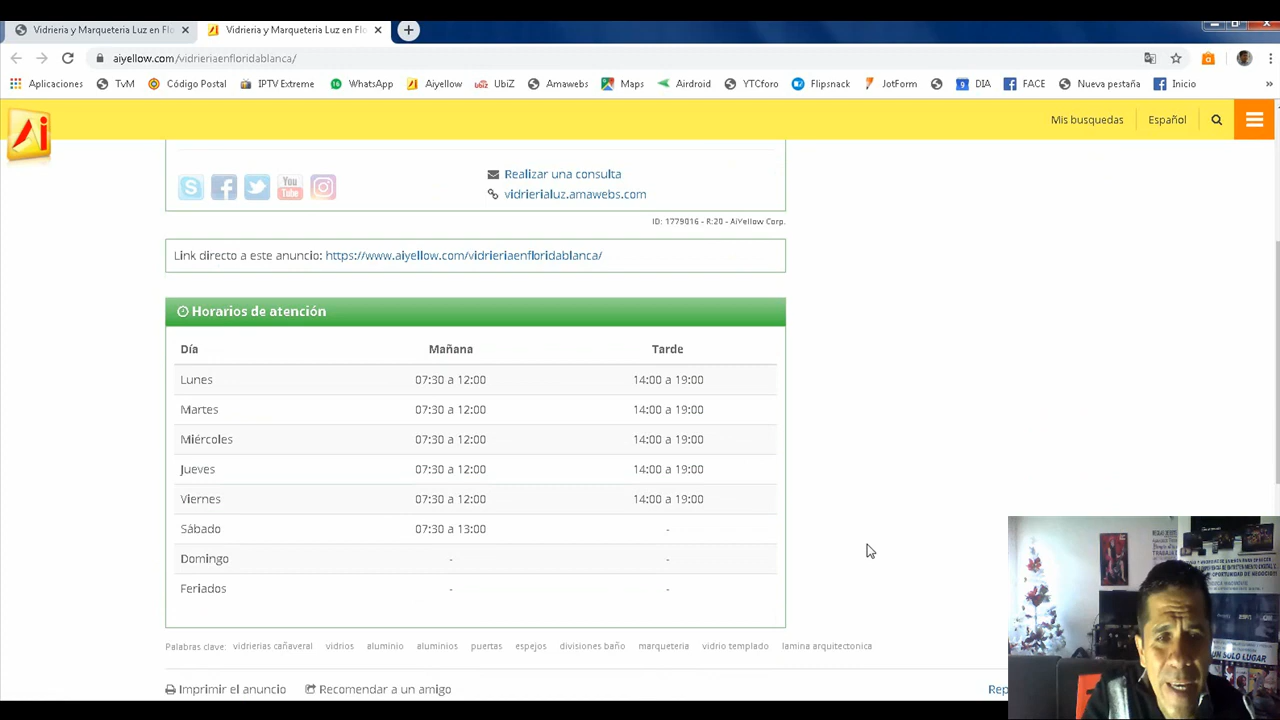 Vidrieria y Marqueteria Luz en Flo
Vidrieria y Marqueteria Luz en Flo
aiyellow.com/vidrieriaenfloridablanca/
Aplicaciones TvM Código Postal IPTV Extreme WhatsApp Aiyellow UbiZ Amawebs Maps Airdroid YTCforo Flipsnack JotForm DIA FACE Nueva pestaña Inicio »
Ai
Mis busquedas Español
Realizar una consulta
You Tube
vidrierialuz.amawebs.com
ID: 1779016 - R:20 - AiYellow Corp.
Link directo a este anuncio: https://www.aiyellow.com/vidrieriaenfloridablanca/
Horarios de atención
Día Mañana Tarde
Lunes 07:30 a 12:00 14:00 a 19:00
Martes 07:30 a 12:00 14:00 a 19:00
Miércoles 07:30 a 12:00 14:00 a 19:00
Jueves 07:30 a 12:00 14:00 a 19:00
Viernes 07:30 a 12:00 14:00 a 19:00
Sábado 07:30 a 13:00 -
Domingo - -
Feriados - -
Palabras clave: vidrierias cañaveral vidrios aluminio aluminios puertas espejos divisiones baño marqueteria vidrio templado lamina arquitectonica
Imprimir el anuncio Recomendar a un amigo Rep
UN SOLO LUGAR